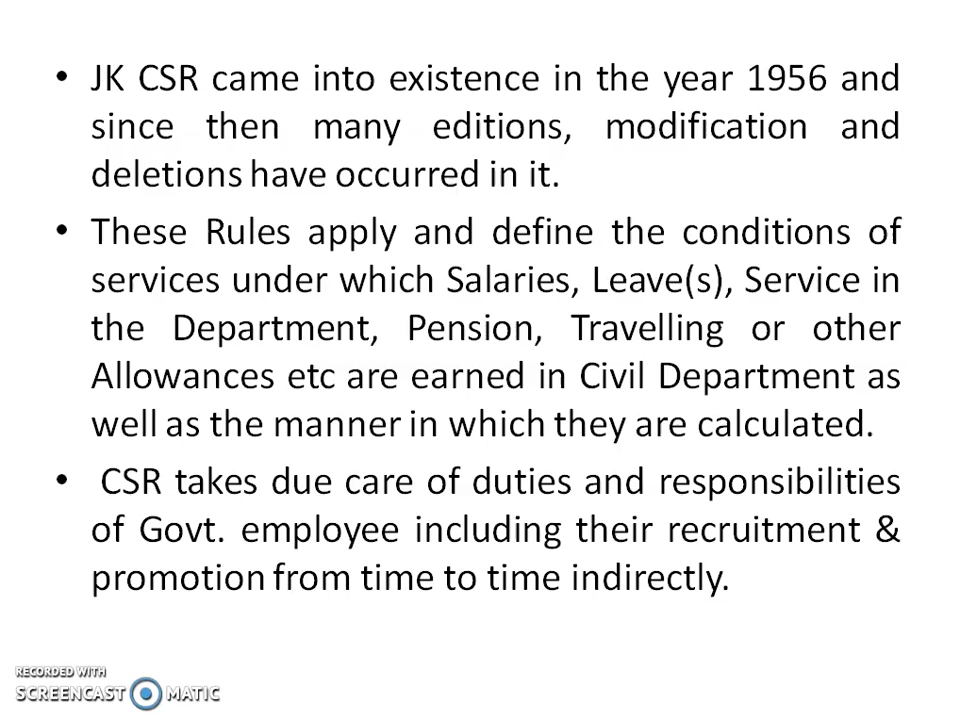 • JK CSR came into existence in the year 1956 and
since then many editions, modification and
deletions have occurred in it.
• These Rules apply and define the conditions of
services under which Salaries, Leave(s), Service in
the Department, Pension, Travelling or other
Allowances etc are earned in Civil Department as
well as the manner in which they are calculated.
• CSR takes due care of duties and responsibilities
of Govt. employee including their recruitment &
promotion from time to time indirectly.
RECORDED WITH
SCREENCAST MATIC